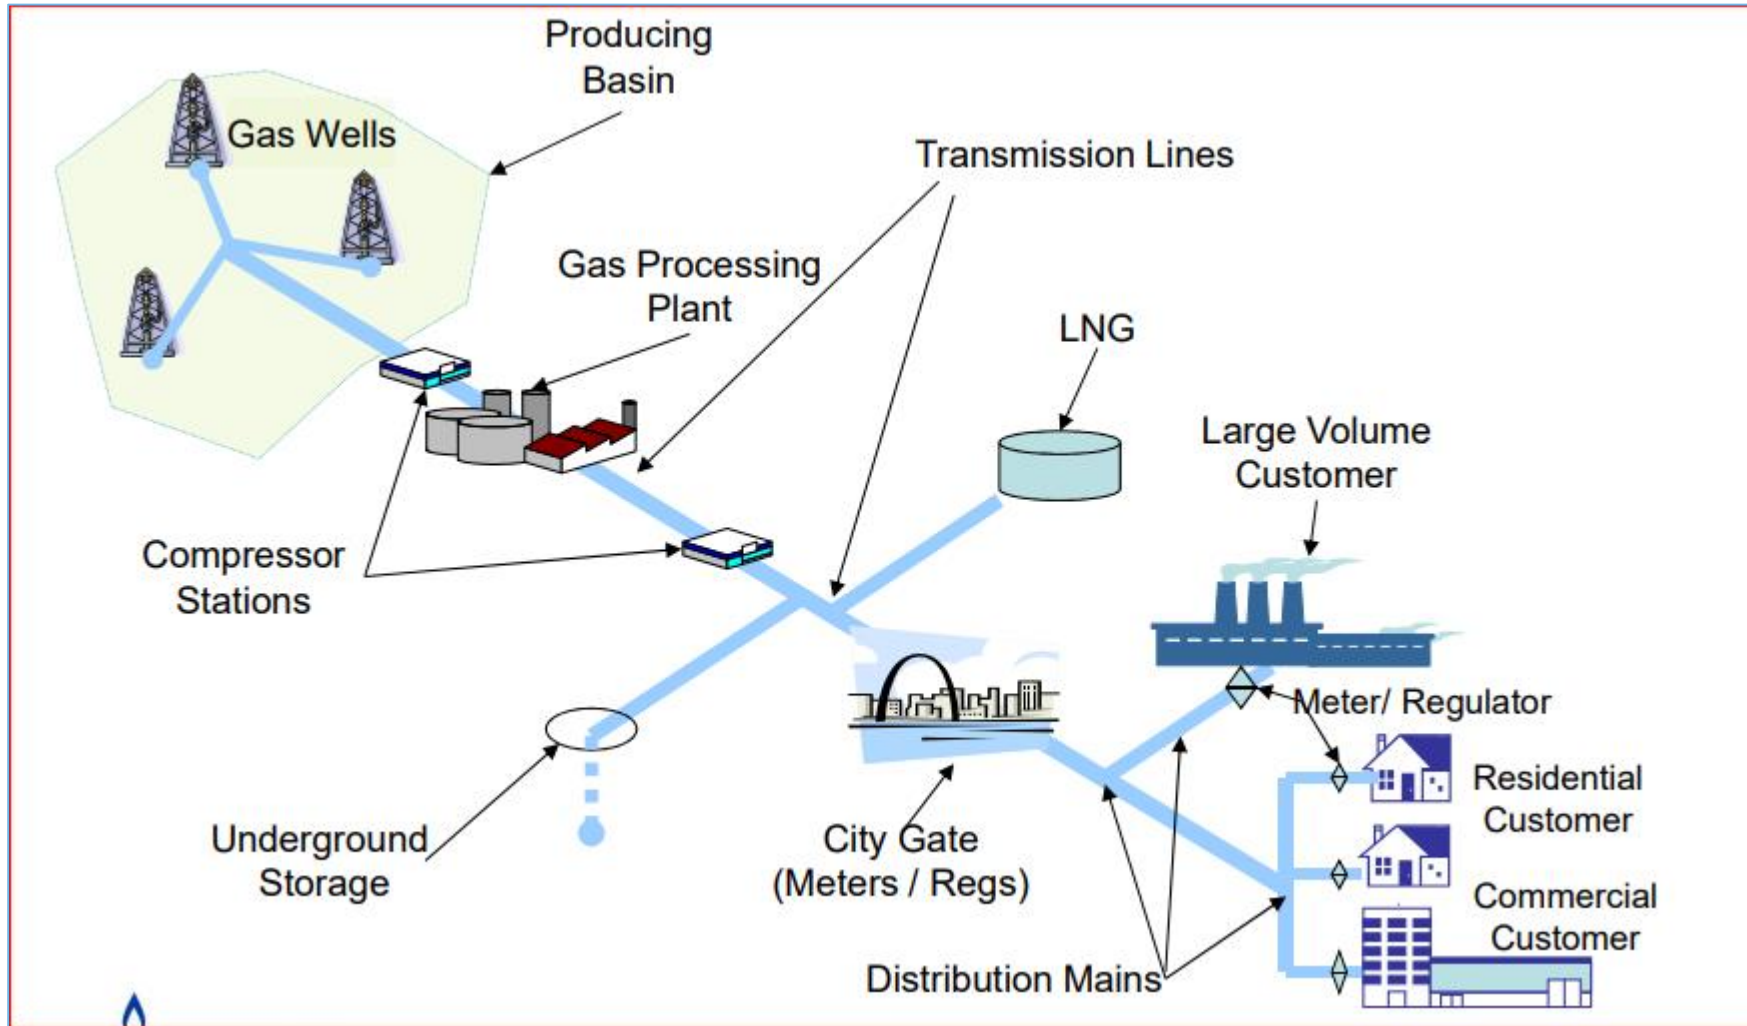 Producing
Basin
Gas Wells
Transmission Lines
Gas Processing
Plant
LNG
Large Volume
Customer
Compressor
Stations
Meter/ Regulator
Residential
Customer
Underground
Storage
City Gate
(Meters / Regs)
Commercial
Customer
Distribution Mains